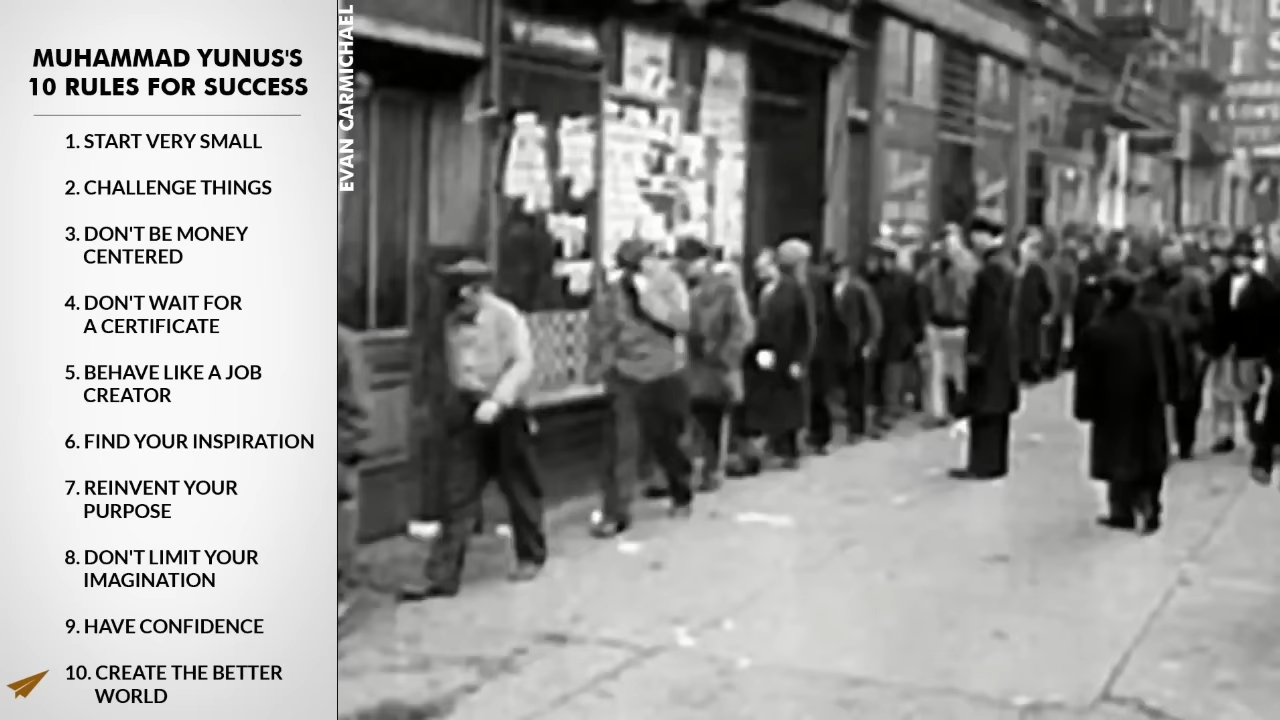 MUHAMMAD YUNUS'S
10 RULES FOR SUCCESS
1. START VERY SMALL
2. CHALLENGE THINGS
3. DON'T BE MONEY
CENTERED
4. DON'T WAIT FOR
A CERTIFICATE
5. BEHAVE LIKE A JOB
CREATOR
6. FIND YOUR INSPIRATION
7. REINVENT YOUR
PURPOSE
8. DON'T LIMIT YOUR
IMAGINATION
9. HAVE CONFIDENCE
10. CREATE THE BETTER
WORLD
EVAN CARMICHAEL